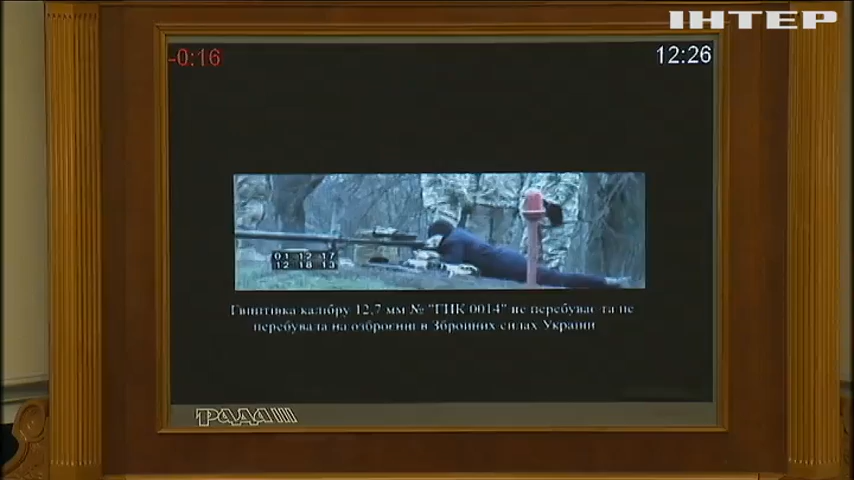 ІНТЕР
-0:16
12:26
01 12 17
12 18 13
Гвинтівка калібру 12,7 мм № "ГИК 0014" не перебуває та не
перебувала на озброєнні в Збройних силах України
РАДА